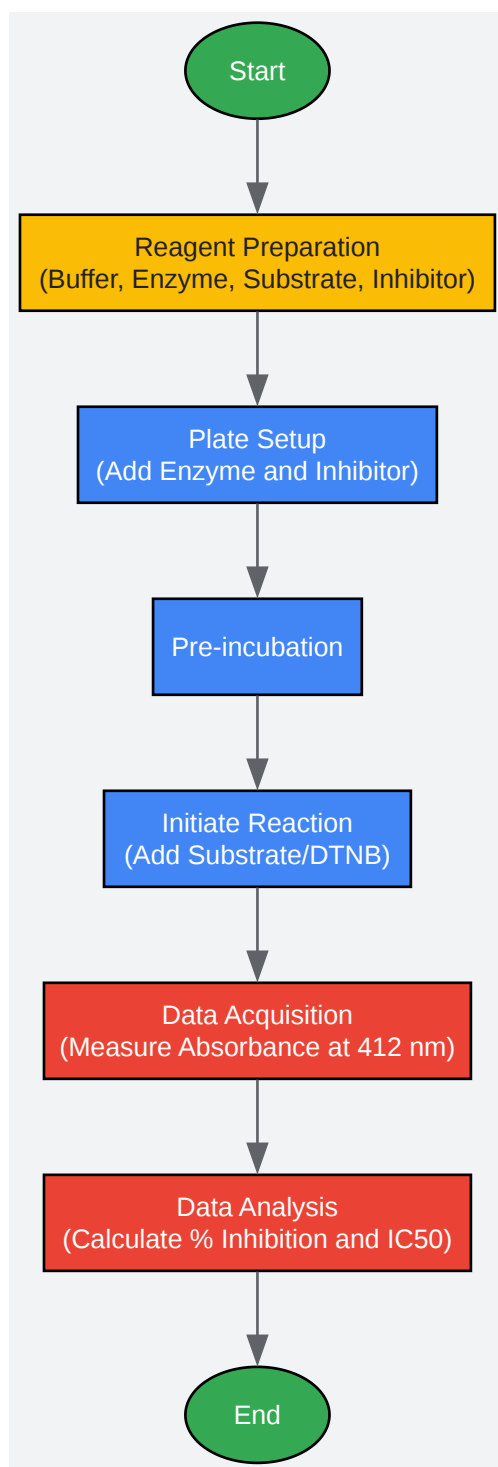 Start
Reagent Preparation
(Buffer, Enzyme, Substrate, Inhibitor)
Plate Setup
(Add Enzyme and Inhibitor)
Pre-incubation
Initiate Reaction
(Add Substrate/DTNB)
Data Acquisition
(Measure Absorbance at 412 nm)
Data Analysis
(Calculate % Inhibition and IC50)
End